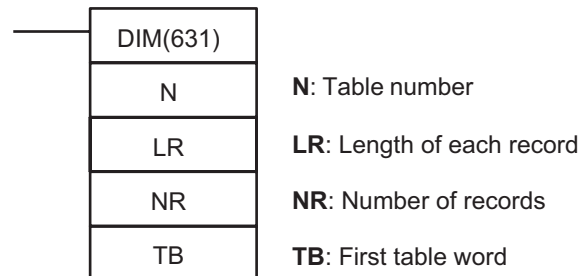 DIM(631)
N N: Table number
LR LR: Length of each record
NR NR: Number of records
TB TB: First table word